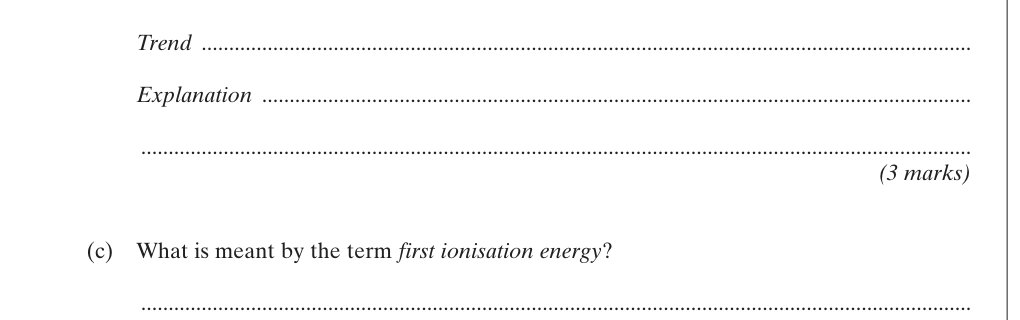 Trend ........................................................................................................................................
Explanation ..............................................................................................................................
....................................................................................................................................................
(3 marks)
(c) What is meant by the term first ionisation energy?
....................................................................................................................................................